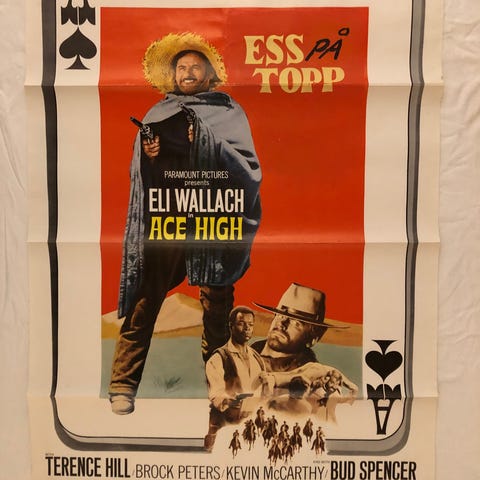 ESS PÅ
TOPP
PARAMOUNT PICTURES
presents
ELI WALLACH
in
ACE HIGH
A
TERENCE HILL / BROCK PETERS / KEVIN McCARTHY / BUD SPENCER